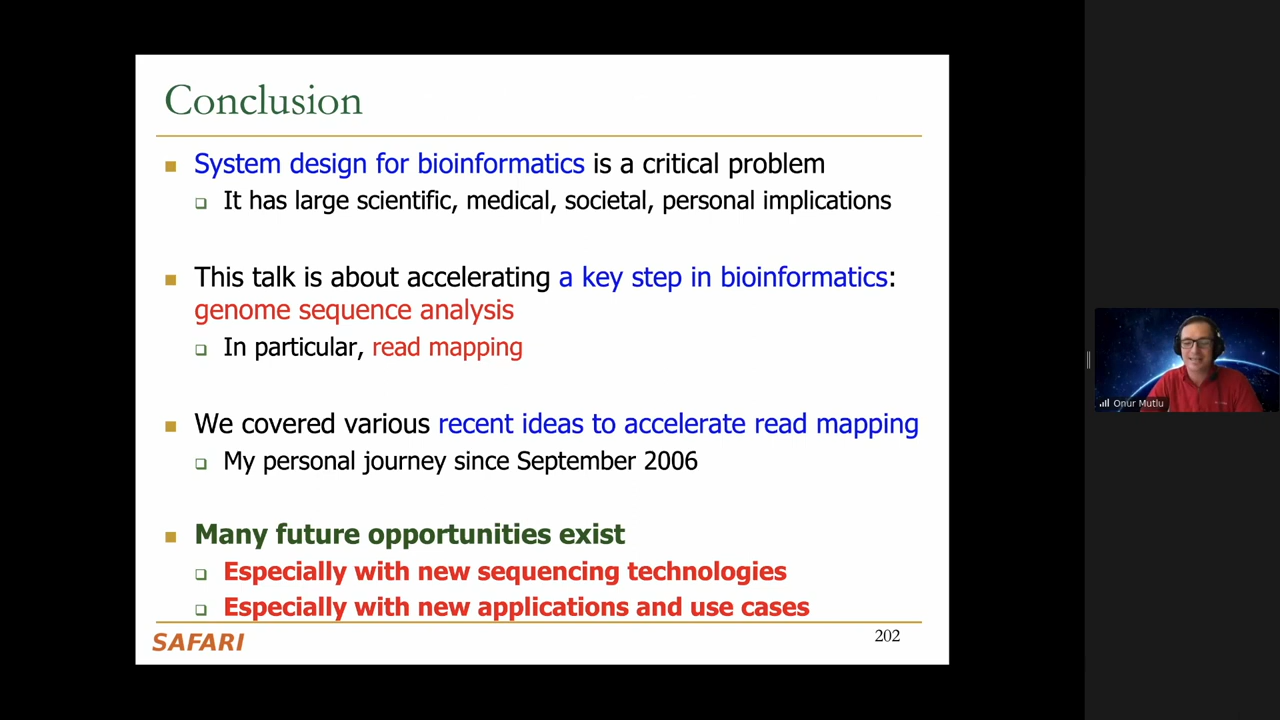 Conclusion
System design for bioinformatics is a critical problem
It has large scientific, medical, societal, personal implications
This talk is about accelerating a key step in bioinformatics:
genome sequence analysis
In particular, read mapping
We covered various recent ideas to accelerate read mapping
My personal journey since September 2006
Many future opportunities exist
Especially with new sequencing technologies
Especially with new applications and use cases
SAFARI
202
Onur Mutlu